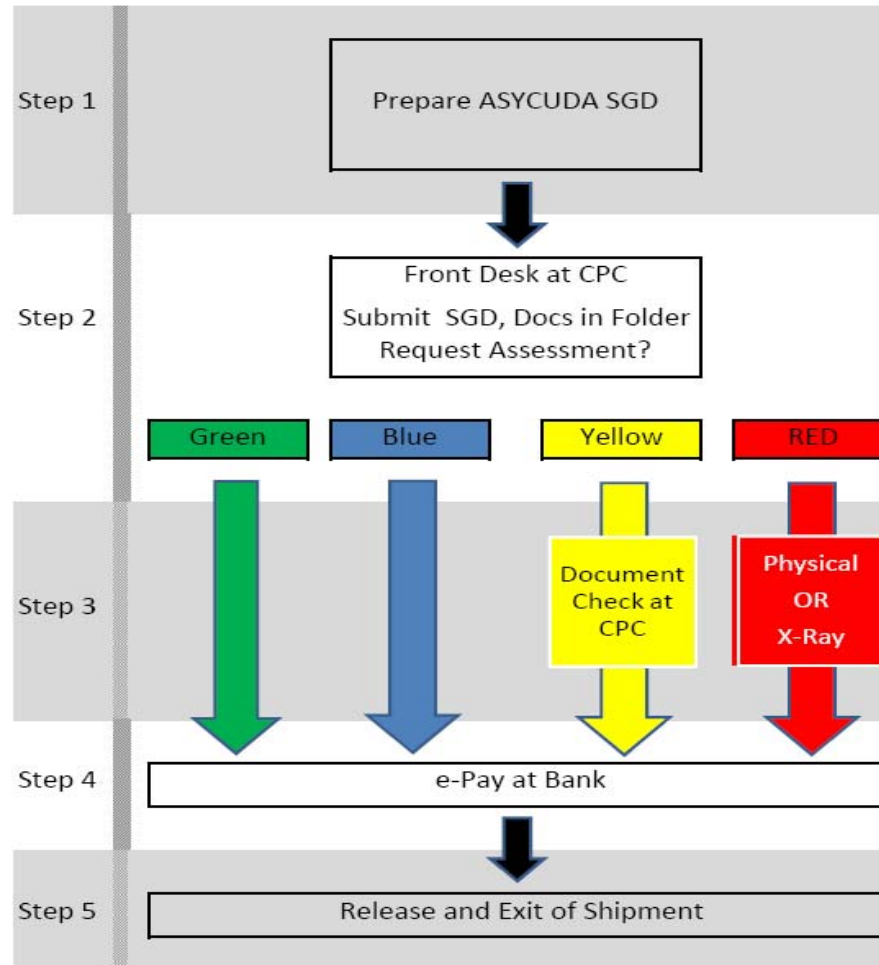 Step 1
Prepare ASYCUDA SGD
Step 2
Front Desk at CPC
Submit SGD, Docs in Folder
Request Assessment?
Green
Blue
Yellow
RED
Step 3
Document
Check at
CPC
Physical
OR
X-Ray
Step 4
e-Pay at Bank
Step 5
Release and Exit of Shipment